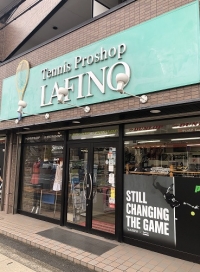 Tennis Proshop
LAFINO
STILL
CHANGING
THE GAME